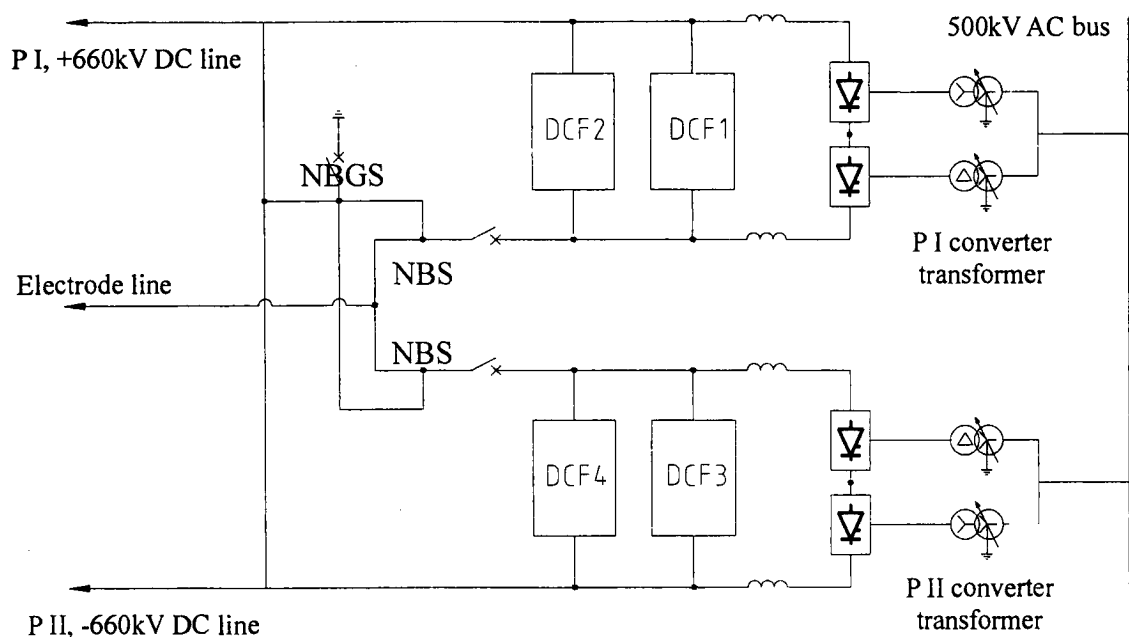 500kV AC bus
P I, +660kV DC line
DCF2
DCF1
NBGS
P I converter
transformer
NBS
Electrode line
NBS
DCF4
DCF3
P II converter
transformer
P II, -660kV DC line